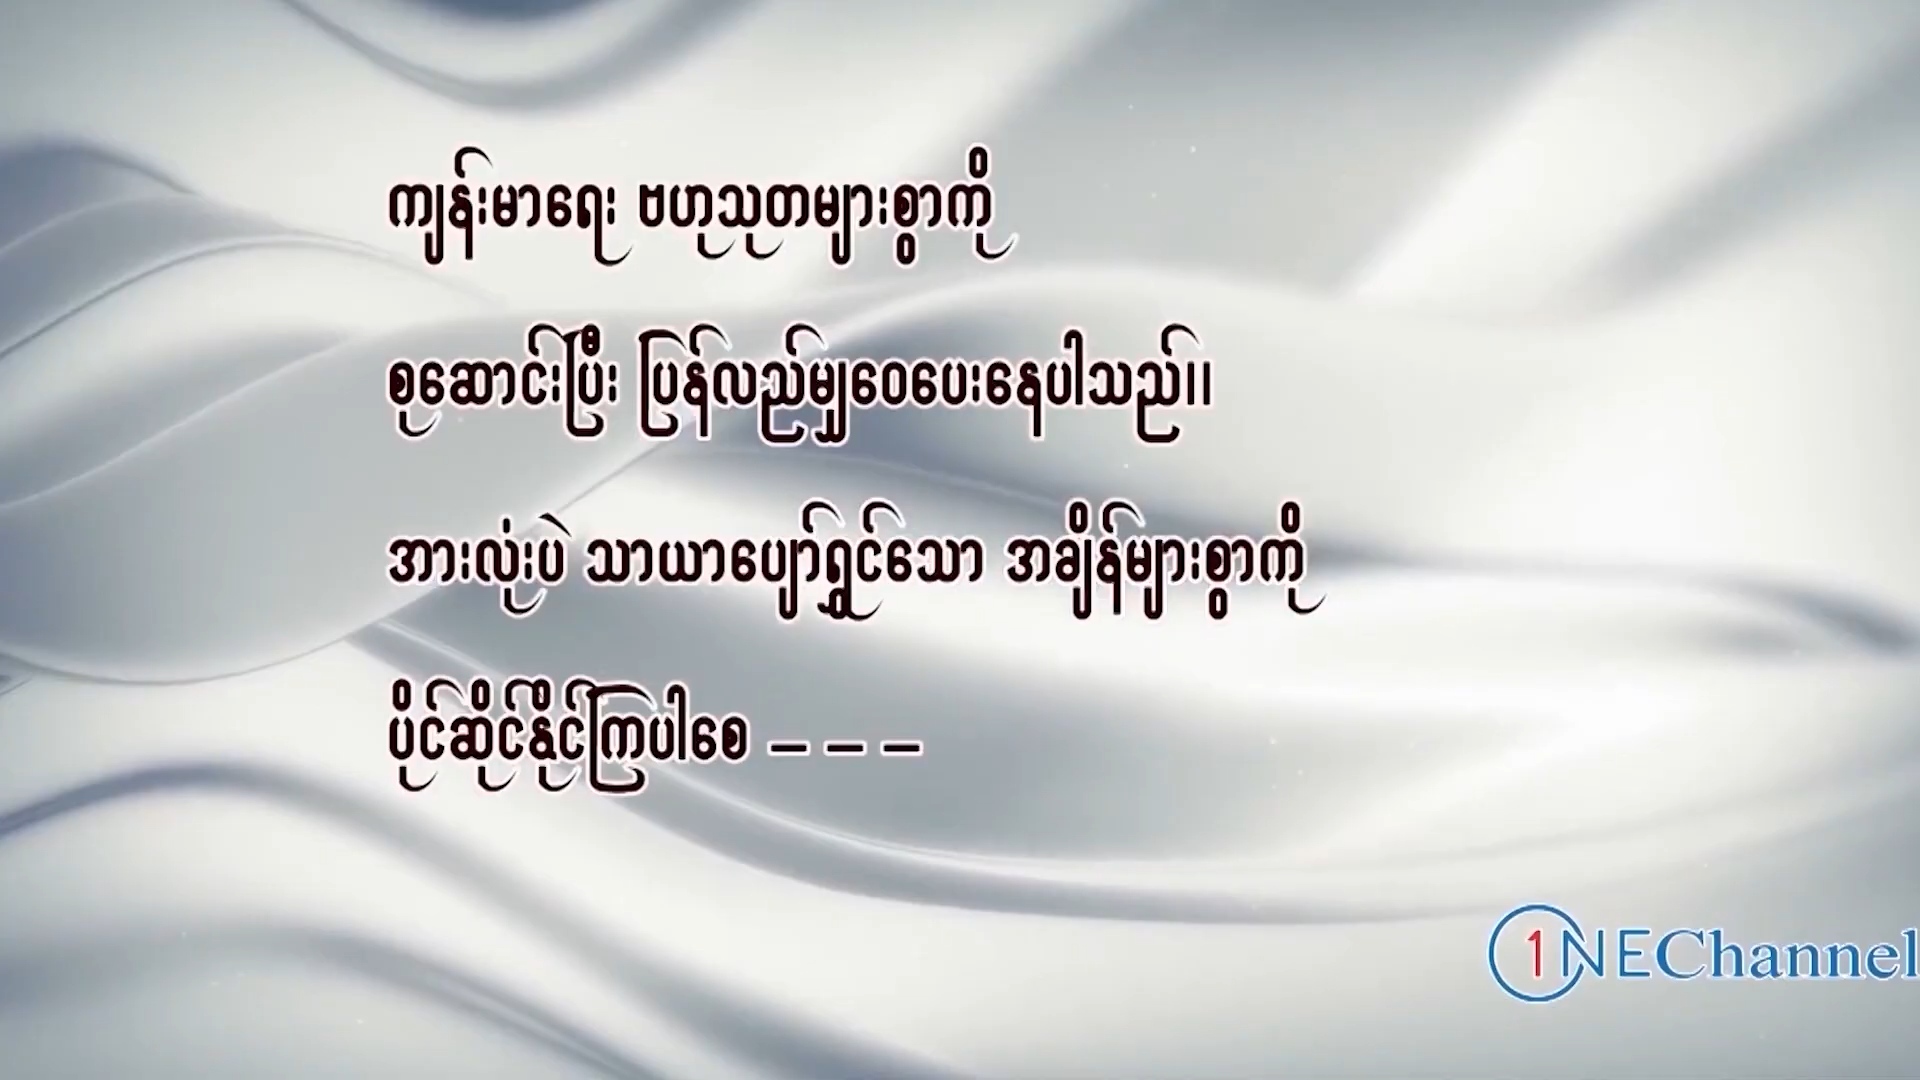 ကျန်းမာရေး ဗဟုသုတများစွာကို
စုဆောင်းပြီး ပြန်လည်မျှဝေပေးနေပါသည်။
အားလုံးပဲ သာယာပျော်ရွှင်သော အချိန်များစွာကို
ပိုင်ဆိုင်နိုင်ကြပါစေ – – –
1NEChannel